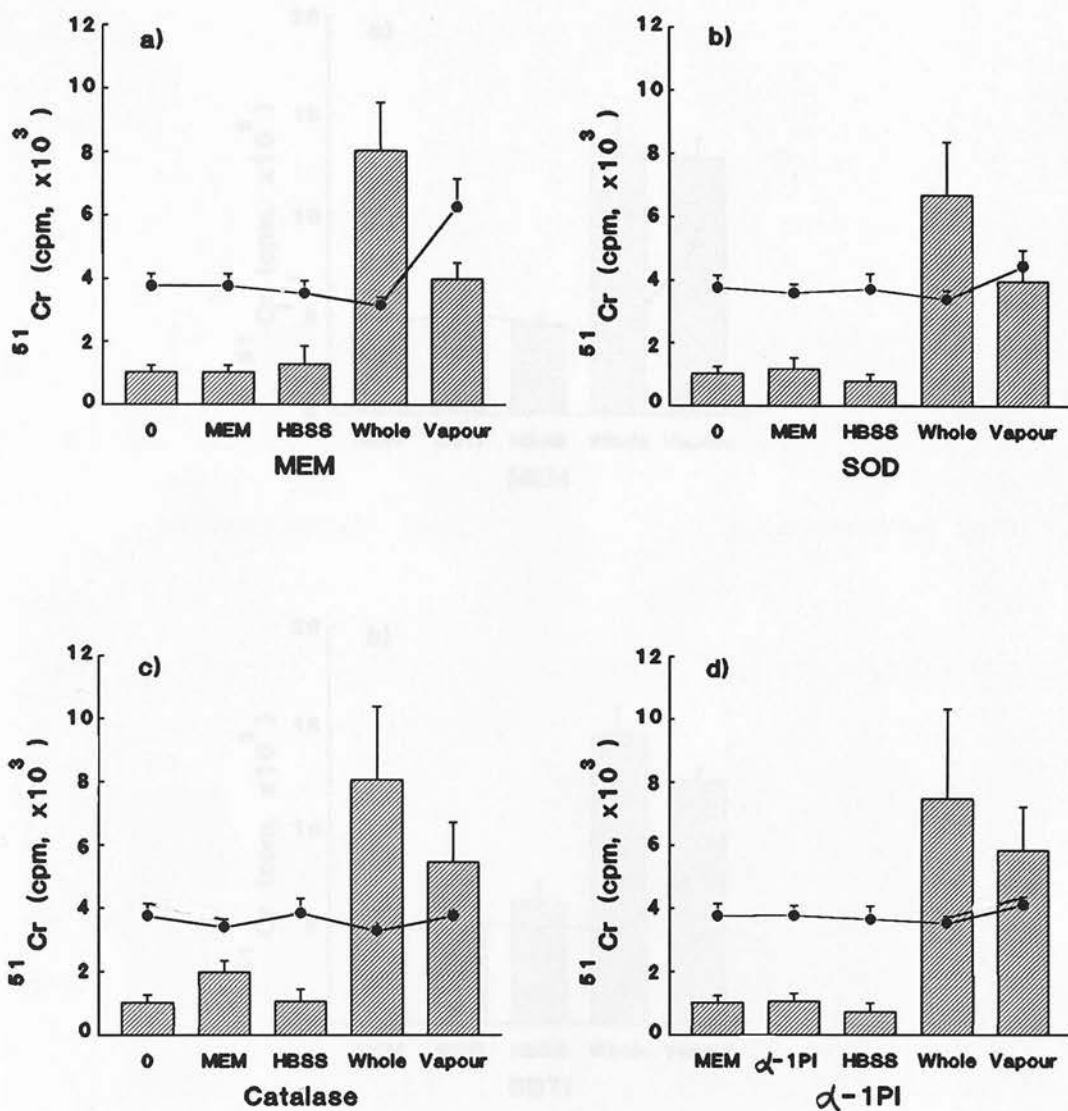 a)
12
10
8
6
4
2
0
51 Cr (cpm, x10 3 )
0 MEM HBSS Whole Vapour
MEM
b)
12
10
8
6
4
2
0
51 Cr (cpm, x10 3 )
0 MEM HBSS Whole Vapour
SOD
c)
12
10
8
6
4
2
0
51 Cr (cpm, x10 3 )
0 MEM HBSS Whole Vapour
Catalase
d)
12
10
8
6
4
2
0
51 Cr (cpm, x10 3 )
MEM α-1PI HBSS Whole Vapour
α-1PI